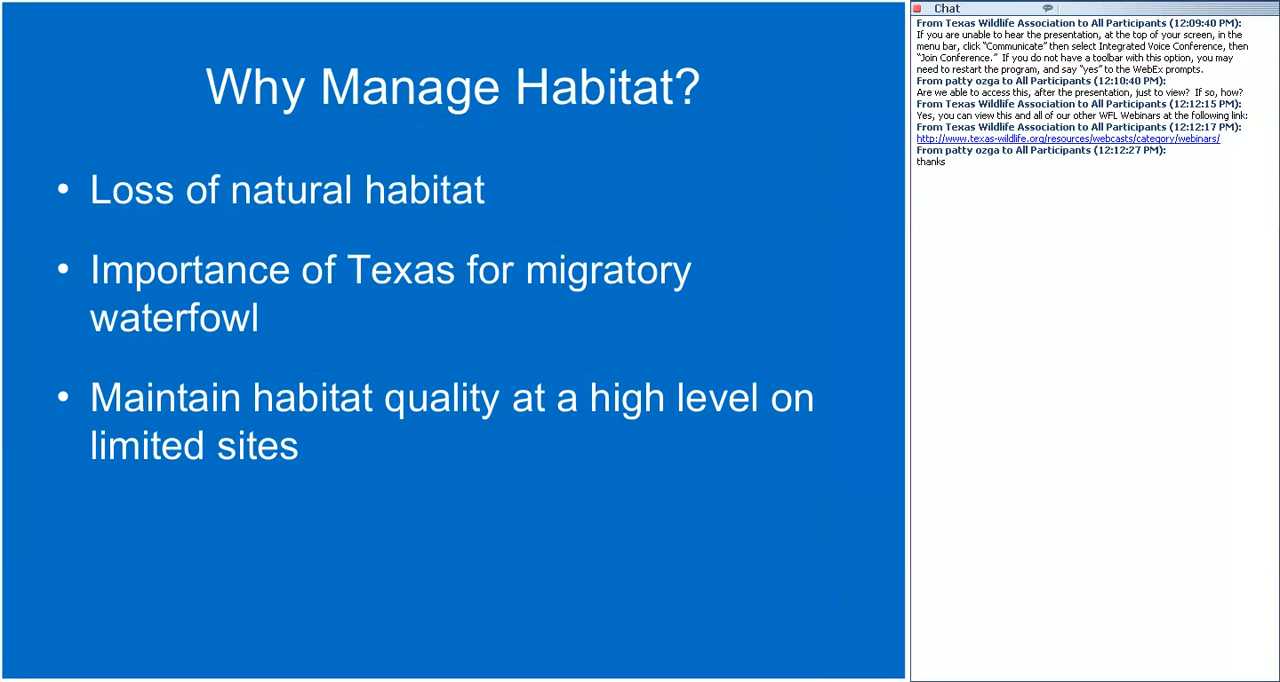 Why Manage Habitat?
• Loss of natural habitat
• Importance of Texas for migratory
waterfowl
• Maintain habitat quality at a high level on
limited sites
Chat
From Texas Wildlife Association to All Participants (12:09:40 PM):
If you are unable to hear the presentation, at the top of your screen, in the
menu bar, click “Communicate” then select Integrated Voice Conference, then
“Join Conference.” If you do not have a toolbar with this option, you may
need to restart the program, and say “yes” to the WebEx prompts.
From patty ozga to All Participants (12:10:40 PM):
Are we able to access this, after the presentation, just to view? If so, how?
From Texas Wildlife Association to All Participants (12:12:15 PM):
Yes, you can view this and all of our other WFL Webinars at the following link:
From Texas Wildlife Association to All Participants (12:12:17 PM):
http://www.texas-wildlife.org/resources/webcasts/category/webinars/
From patty ozga to All Participants (12:12:27 PM):
thanks